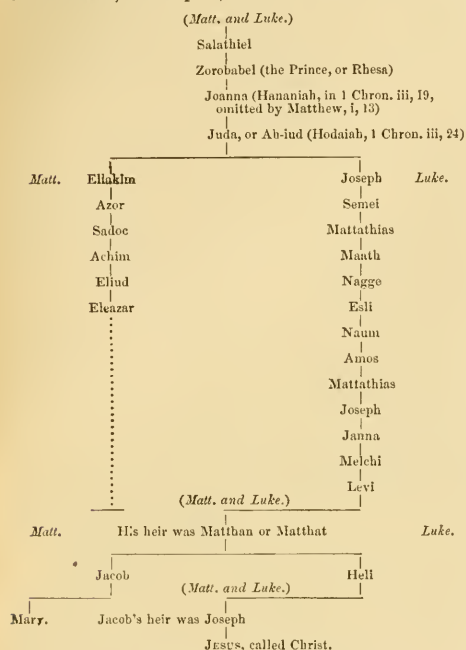 (Matt. and Luke.)
Salathiel
Zorobabel (the Prince, or Rhesa)
Joanna (Hananiah, in 1 Chron. iii, 19,
omitted by Matthew, i, 13)
Juda, or Ab-iud (Hodaiah, 1 Chron. iii, 24)
Matt. Eliakim Joseph Luke.
Azor Semei
Sadoc Mattathias
Achim Maath
Eliud Nagge
Eleazar Esli
Naum
Amos
Mattathias
Joseph
Janna
Melchi
Levi
(Matt. and Luke.)
Matt. His heir was Matthan or Matthat Luke.
Jacob Heli
(Matt. and Luke.)
Mary. Jacob's heir was Joseph
JESUS, called Christ.